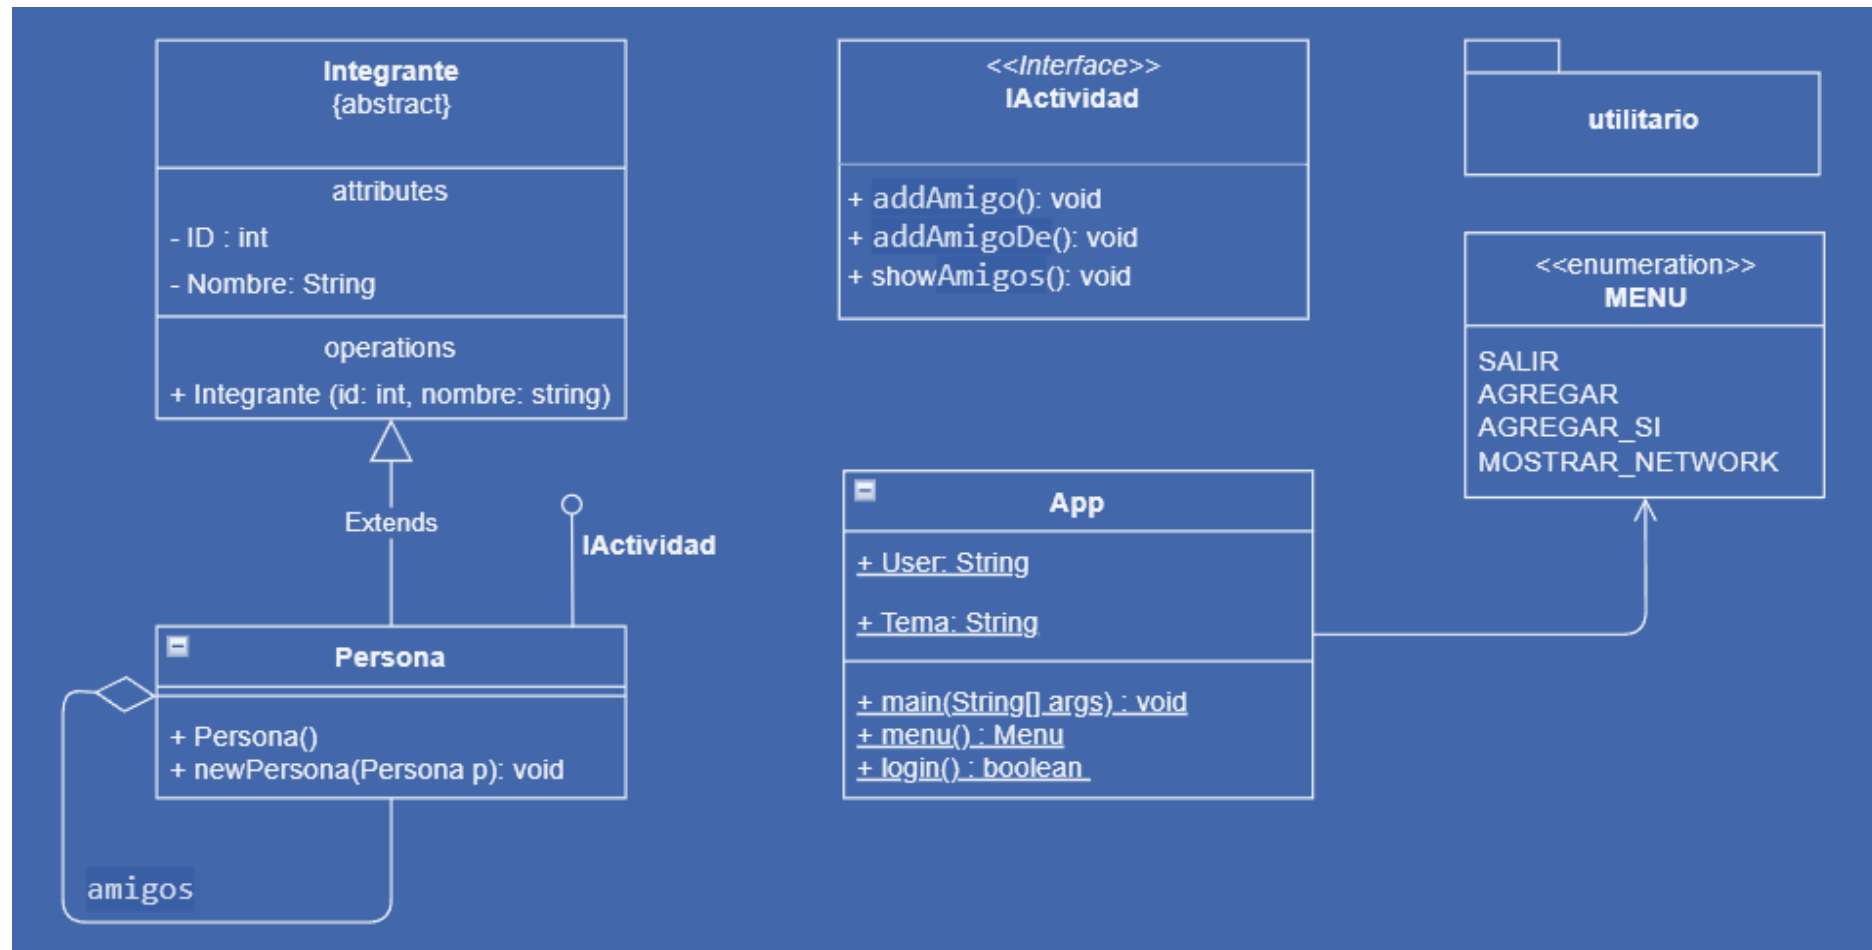 Integrante
{abstract}
attributes
- ID : int
- Nombre: String
operations
+ Integrante (id: int, nombre: string)
Extends
IActividad
Persona
+ Persona()
+ newPersona(Persona p): void
amigos
<<Interface>>
IActividad
+ addAmigo(): void
+ addAmigoDe(): void
+ showAmigos(): void
App
+ User: String
+ Tema: String
+ main(String[] args) : void
+ menu() : Menu
+ login() : boolean
utilitario
<<enumeration>>
MENU
SALIR
AGREGAR
AGREGAR_SI
MOSTRAR_NETWORK